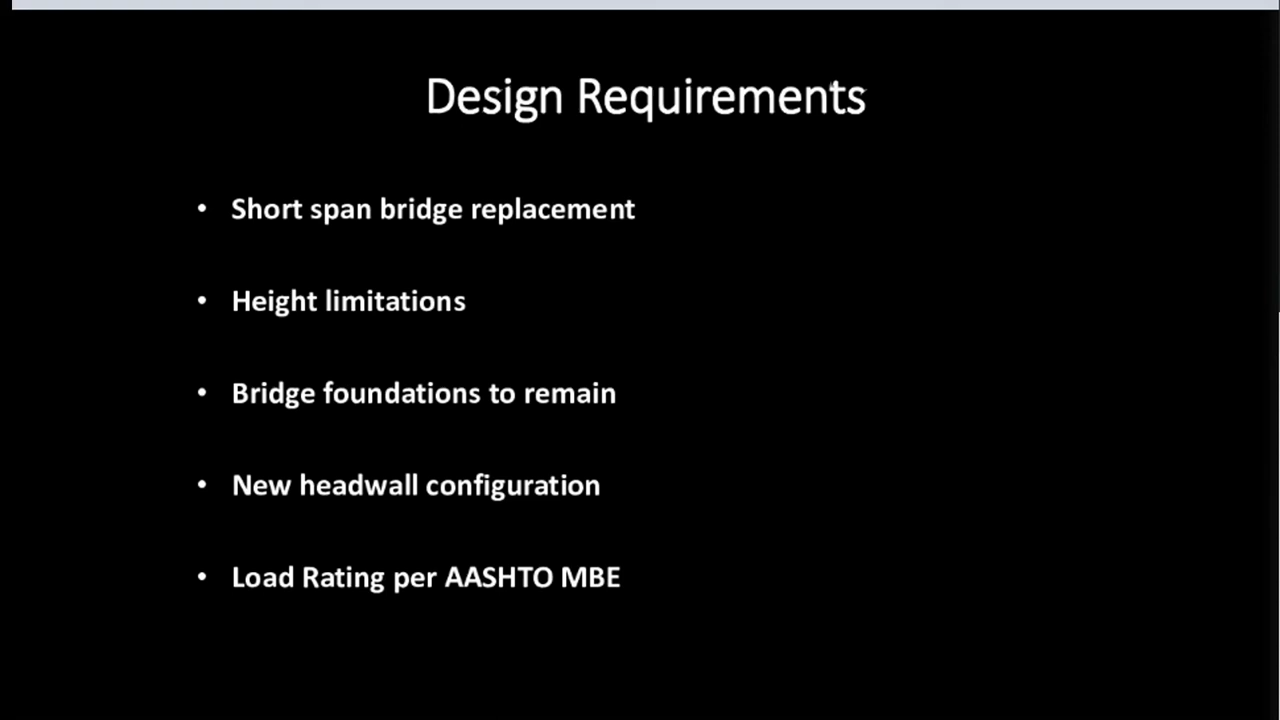 Design Requirements
• Short span bridge replacement
• Height limitations
• Bridge foundations to remain
• New headwall configuration
• Load Rating per AASHTO MBE